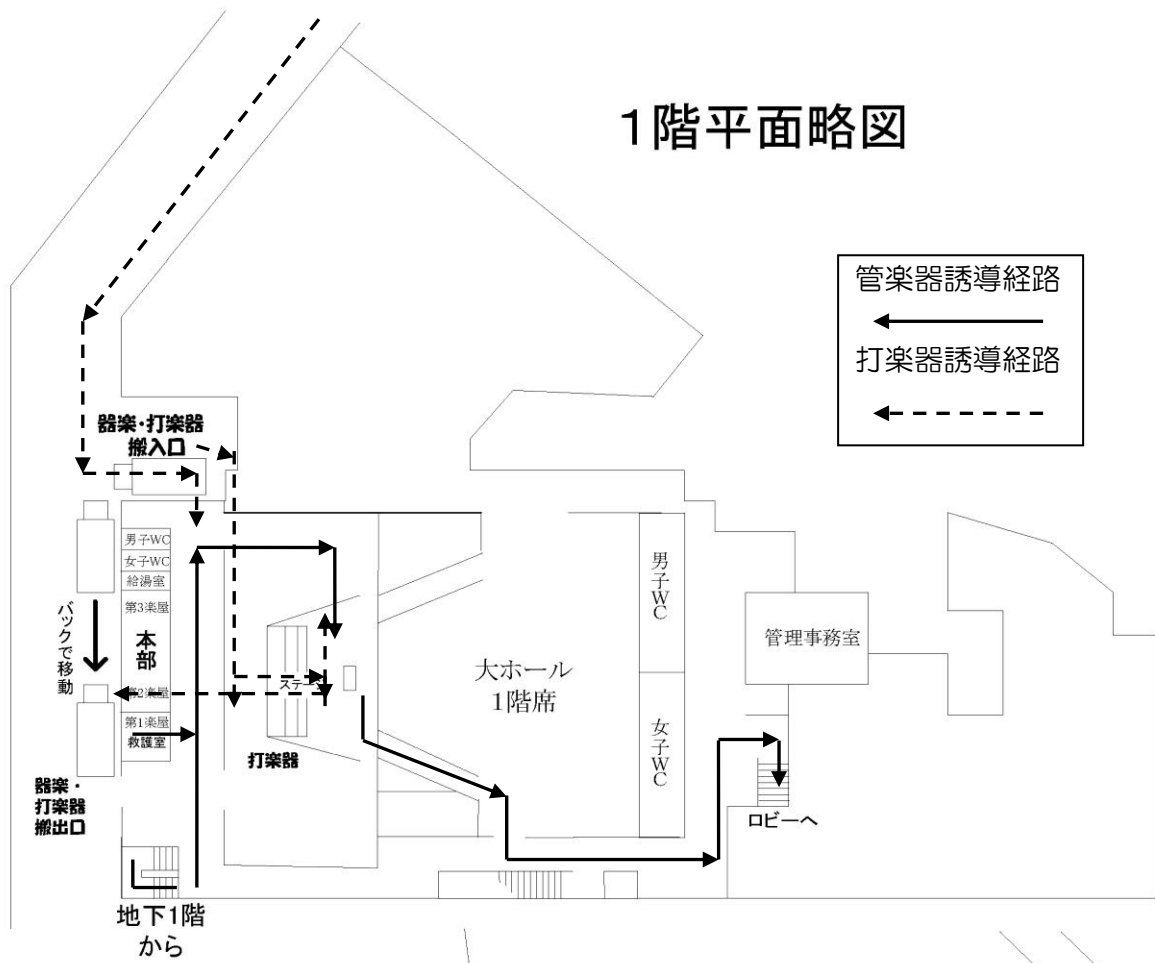 1階平面略図
管楽器誘導経路
打楽器誘導経路
器楽・打楽器
搬入口
男子WC
女子WC
給湯室
第3楽屋
本部
第2楽屋
第1楽屋
救護室
バックで移動
器楽・
打楽器
搬出口
ステージ
打楽器
大ホール
1階席
男子WC
女子WC
管理事務室
ロビーへ
地下1階
から